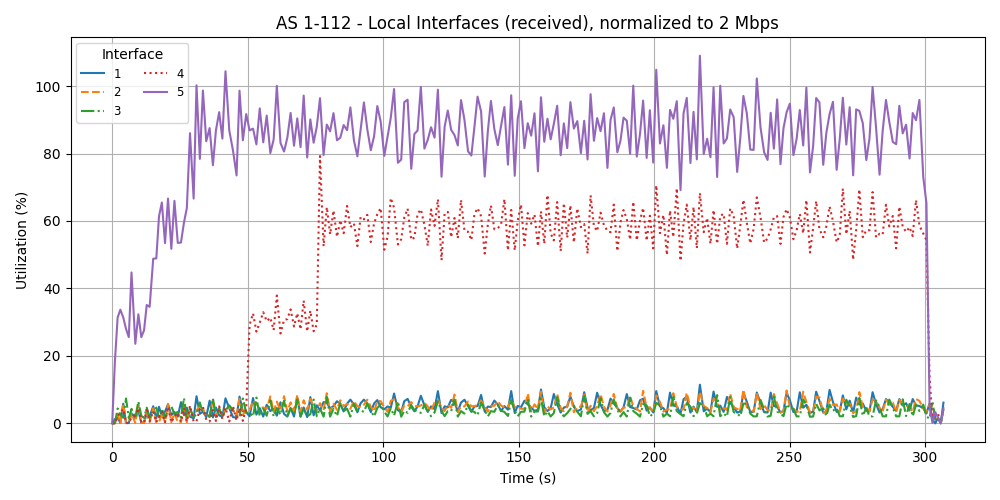 AS 1-112 - Local Interfaces (received), normalized to 2 Mbps
Interface
1 4
2 5
3
Utilization (%)
100
80
60
40
20
0
0 50 100 150 200 250 300
Time (s)